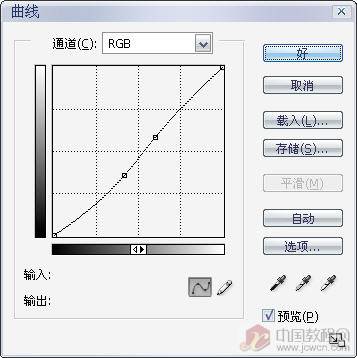 曲线
通道(C): RGB
好
取消
载入(L)...
存储(S)...
平滑(M)
自动
选项...
输入:
输出:
预览(P)
中国教程网
www.jcwcn.com